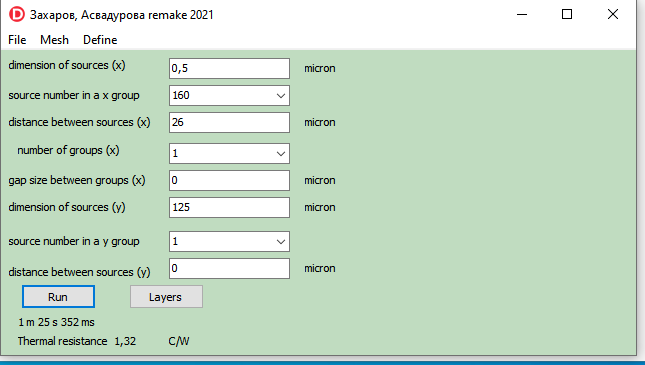 Захаров, Асвадурова remake 2021
File Mesh Define
dimension of sources (x) 0,5 micron
source number in a x group 160
distance between sources (x) 26 micron
number of groups (x) 1
gap size between groups (x) 0 micron
dimension of sources (y) 125 micron
source number in a y group 1
distance between sources (y) 0 micron
Run Layers
1 m 25 s 352 ms
Thermal resistance 1,32 C/W